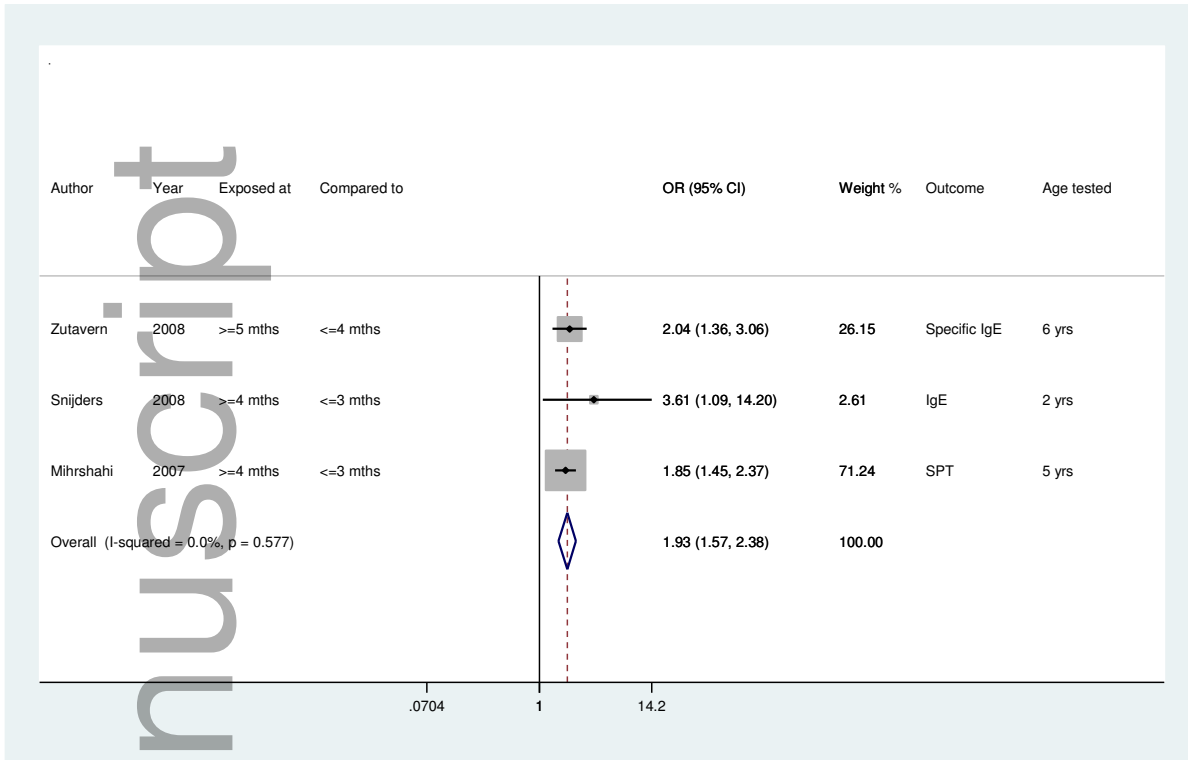 Author Year Exposed at Compared to OR (95% CI) Weight % Outcome Age tested
Zutavern 2008 >=5 mths <=4 mths 2.04 (1.36, 3.06) 26.15 Specific IgE 6 yrs
Snijders 2008 >=4 mths <=3 mths 3.61 (1.09, 14.20) 2.61 IgE 2 yrs
Mihrshahi 2007 >=4 mths <=3 mths 1.85 (1.45, 2.37) 71.24 SPT 5 yrs
Overall (I-squared = 0.0%, p = 0.577) 1.93 (1.57, 2.38) 100.00
.0704 1 14.2
nuscript